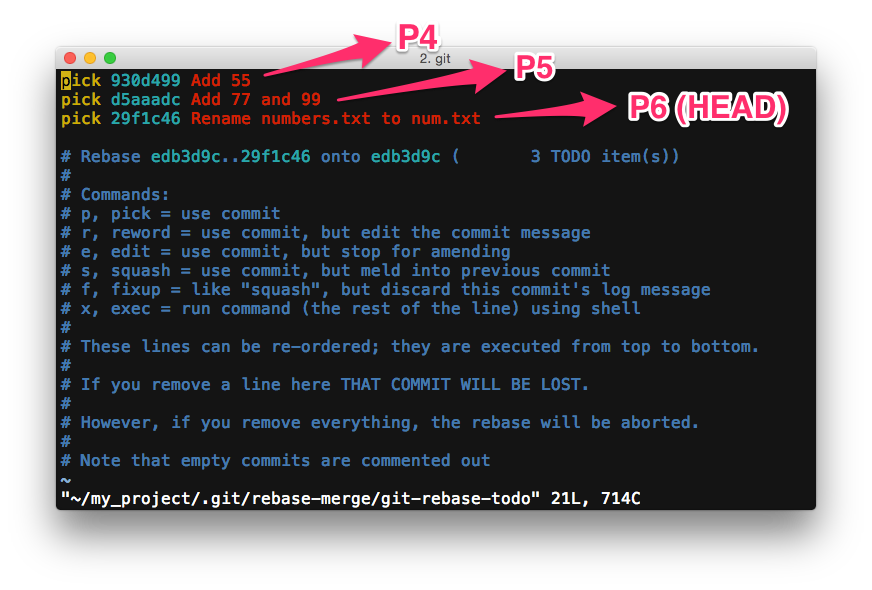 P4
2. git
P5
P6 (HEAD)
pick 930d499 Add 55
pick d5aaadc Add 77 and 99
pick 29f1c46 Rename numbers.txt to num.txt
# Rebase edb3d9c..29f1c46 onto edb3d9c (       3 TODO item(s))
#
# Commands:
# p, pick = use commit
# r, reword = use commit, but edit the commit message
# e, edit = use commit, but stop for amending
# s, squash = use commit, but meld into previous commit
# f, fixup = like "squash", but discard this commit's log message
# x, exec = run command (the rest of the line) using shell
#
# These lines can be re-ordered; they are executed from top to bottom.
#
# If you remove a line here THAT COMMIT WILL BE LOST.
#
# However, if you remove everything, the rebase will be aborted.
#
# Note that empty commits are commented out
~
"~/my_project/.git/rebase-merge/git-rebase-todo" 21L, 714C